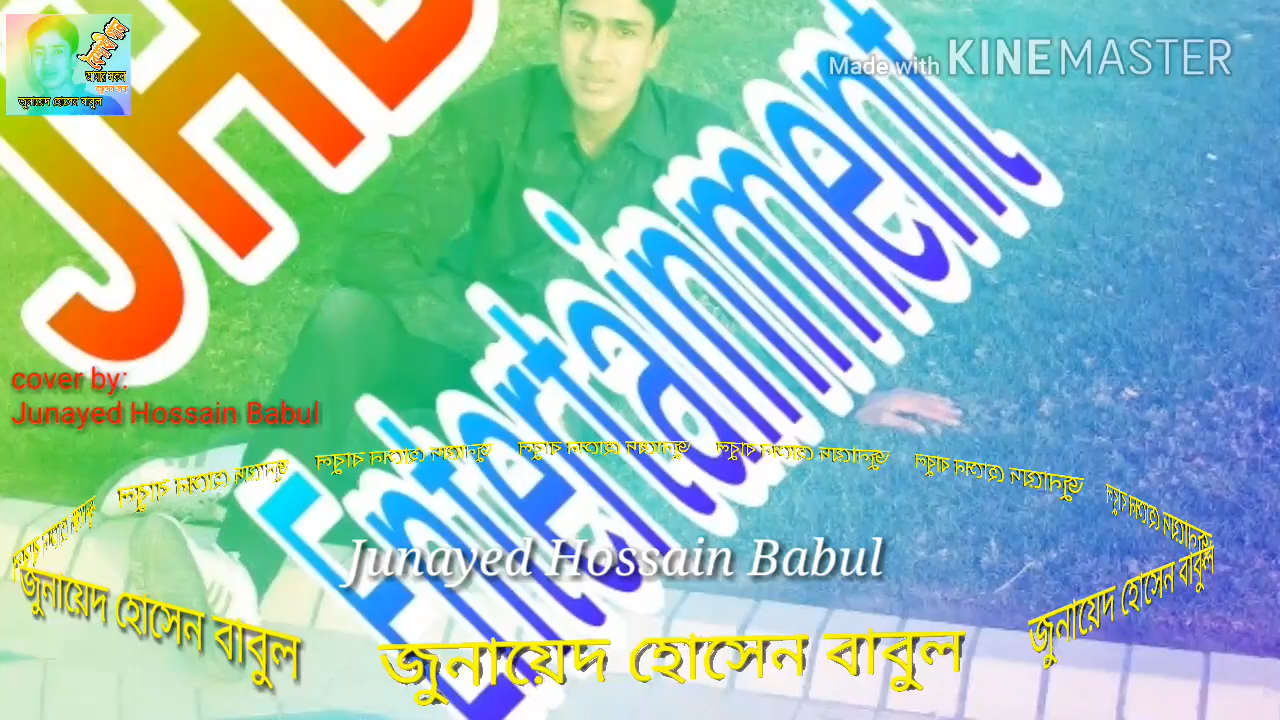 JHB
Entertainment
Made with KINEMASTER
জুনায়েদ হোসেন বাবুল
cover by:
Junayed Hossain Babul
জুনায়েদ হোসেন বাবুল জুনায়েদ হোসেন বাবুল জুনায়েদ হোসেন বাবুল জুনায়েদ হোসেন বাবুল জুনায়েদ হোসেন বাবুল জুনায়েদ হোসেন বাবুল জুনায়েদ হোসেন বাবুল
Junayed Hossain Babul
জুনায়েদ হোসেন বাবুল জুনায়েদ হোসেন বাবুল জুনায়েদ হোসেন বাবুল